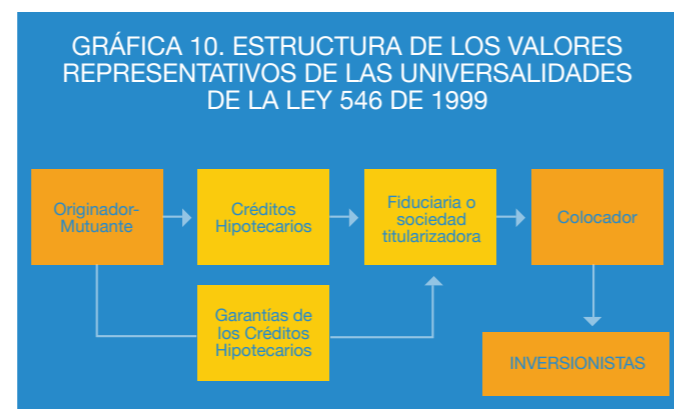 GRÁFICA 10. ESTRUCTURA DE LOS VALORES
REPRESENTATIVOS DE LAS UNIVERSALIDADES
DE LA LEY 546 DE 1999
Originador-
Mutuante
Créditos
Hipotecarios
Fiduciaria o
sociedad
titularizadora
Colocador
Garantías de
los Créditos
Hipotecarios
INVERSIONISTAS